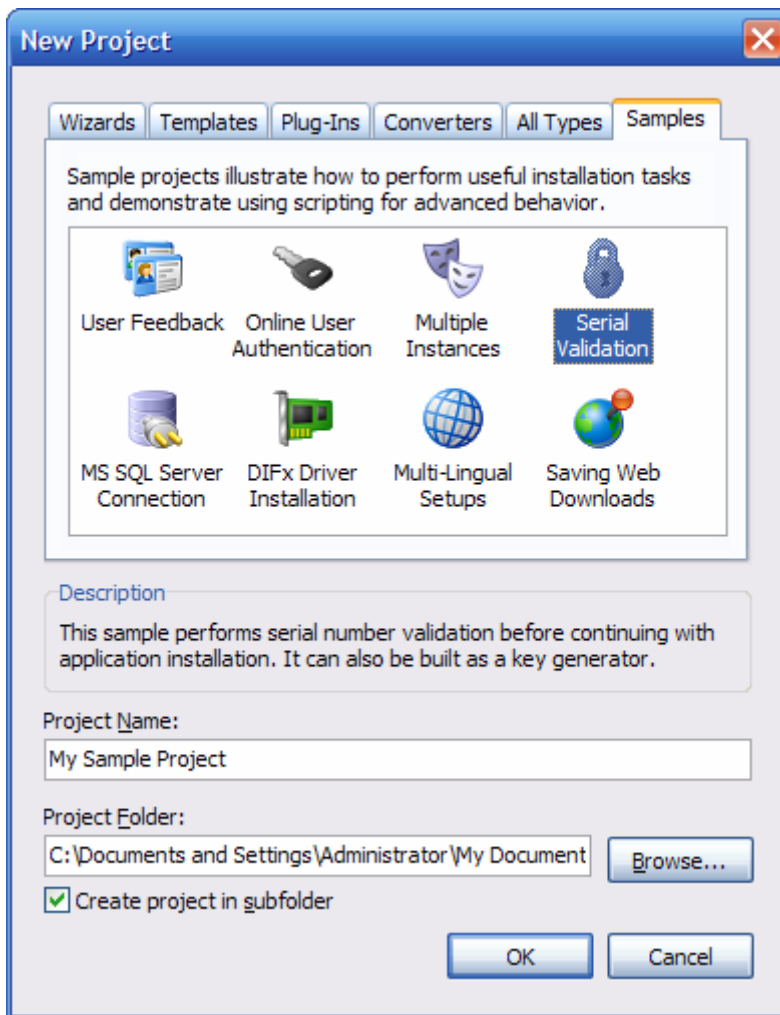 New Project
Wizards Templates Plug-Ins Converters All Types Samples
Sample projects illustrate how to perform useful installation tasks
and demonstrate using scripting for advanced behavior.
User Feedback
Online User
Authentication
Multiple
Instances
Serial
Validation
MS SQL Server
Connection
DIFx Driver
Installation
Multi-Lingual
Setups
Saving Web
Downloads
Description
This sample performs serial number validation before continuing with
application installation. It can also be built as a key generator.
Project Name:
My Sample Project
Project Folder:
C:\Documents and Settings\Administrator\My Document
Browse...
Create project in subfolder
OK
Cancel